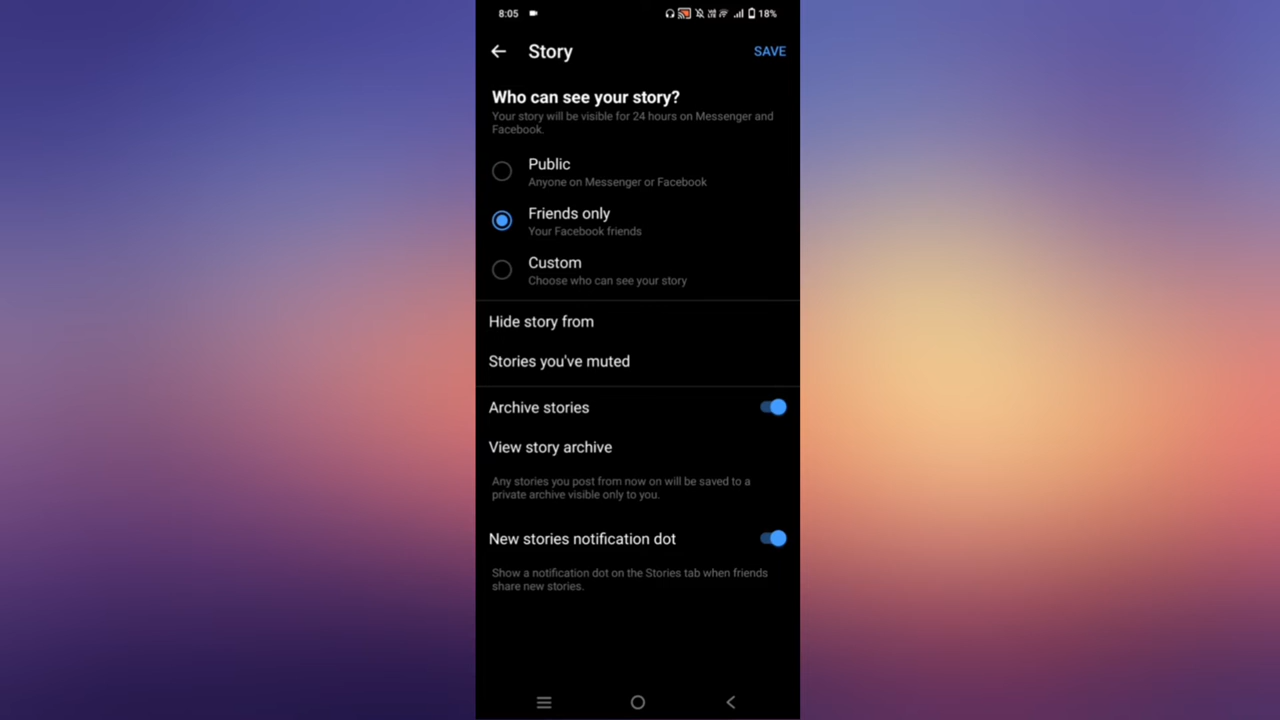 8:05 18%
Story SAVE
Who can see your story?
Your story will be visible for 24 hours on Messenger and
Facebook.
Public
Anyone on Messenger or Facebook
Friends only
Your Facebook friends
Custom
Choose who can see your story
Hide story from
Stories you've muted
Archive stories
View story archive
Any stories you post from now on will be saved to a
private archive visible only to you.
New stories notification dot
Show a notification dot on the Stories tab when friends
share new stories.